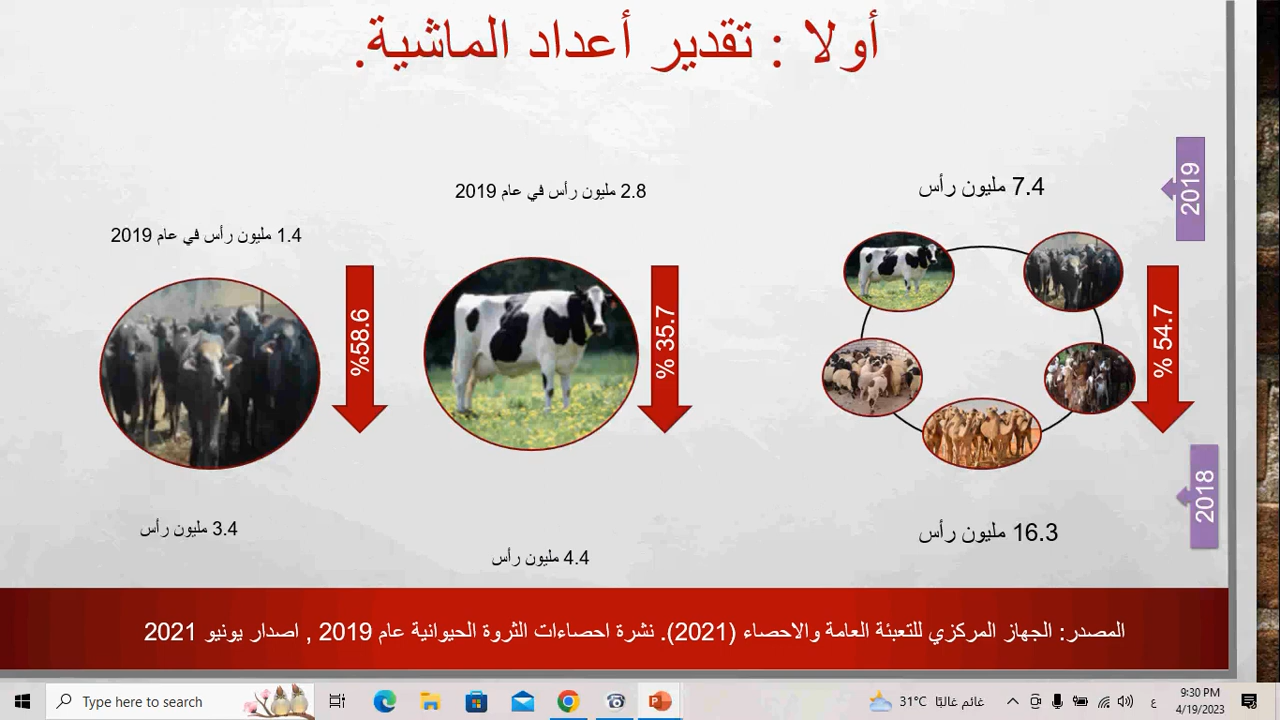 أولا : تقدير أعداد الماشية.
2019
7.4 مليون رأس
2.8 مليون رأس في عام 2019
1.4 مليون رأس في عام 2019
% 54.7
% 35.7
%58.6
2018
16.3 مليون رأس
4.4 مليون رأس
3.4 مليون رأس
المصدر: الجهاز المركزي للتعبئة العامة والاحصاء (2021). نشرة احصاءات الثروة الحيوانية عام 2019 , اصدار يونيو 2021
Type here to search
31°C غائم غالبًا
ع
9:30 PM
4/19/2023